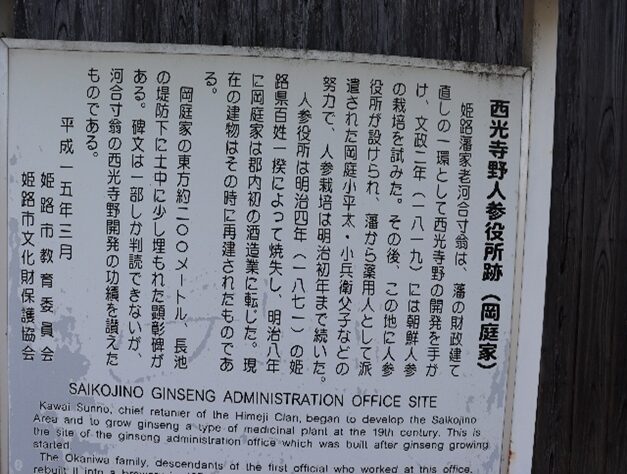 西光寺野人参役所跡（岡庭家）
姫路藩家老河合寸翁は、藩の財政建て
直しの一環として西光寺野の開発を手が
け、文政二年（一八一九）には朝鮮人参
の栽培を試みた。その後、この地に人参
役所が設けられ、藩から薬用人として派
遣された岡庭小平太・小兵衛父子などの
努力で、人参栽培は明治初年まで続いた。
人参役所は明治四年（一八七一）の姫
路県百姓一揆によって焼失し、明治八年
に岡庭家は郡内初の酒造業に転じた。現
在の建物はその時に再建されたものであ
る。
岡庭家の東方約二〇〇メートル、長池
の堤防下に土中に少し埋もれた顕彰碑が
ある。碑文は一部しか判読できないが、
河合寸翁の西光寺野開発の功績を讃えた
ものである。
平成一五年三月
姫路市教育委員会
姫路市文化財保護協会
SAIKOJINO GINSENG ADMINISTRATION OFFICE SITE
Kawai Sunno, chief retainer of the Himeji Clan, began to develop the Saikojino
Area and to grow ginseng a type of medicinal plant at the 19th century. This is
the site of the ginseng administration office which was built after ginseng growing
started.
The Okaniwa family, descendants of the first official who worked at this office,
rebuilt it into a